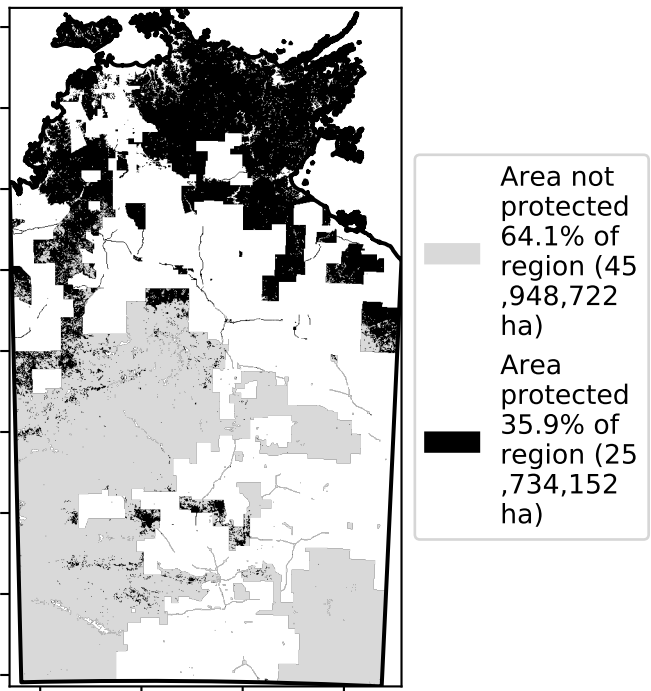 Area not
protected
64.1% of
region (45
,948,722
ha)
Area
protected
35.9% of
region (25
,734,152
ha)